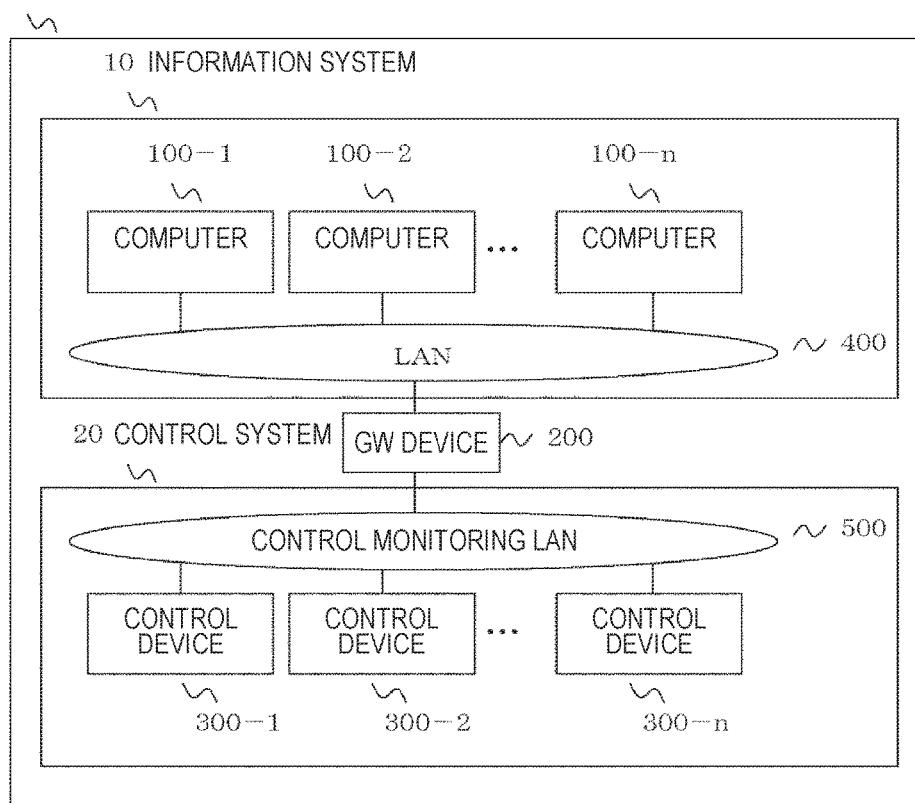 10 INFORMATION SYSTEM
100-1 100-2 100-n
COMPUTER COMPUTER ... COMPUTER
LAN 400
20 CONTROL SYSTEM GW DEVICE 200
CONTROL MONITORING LAN 500
CONTROL DEVICE CONTROL DEVICE ... CONTROL DEVICE
300-1 300-2 300-n